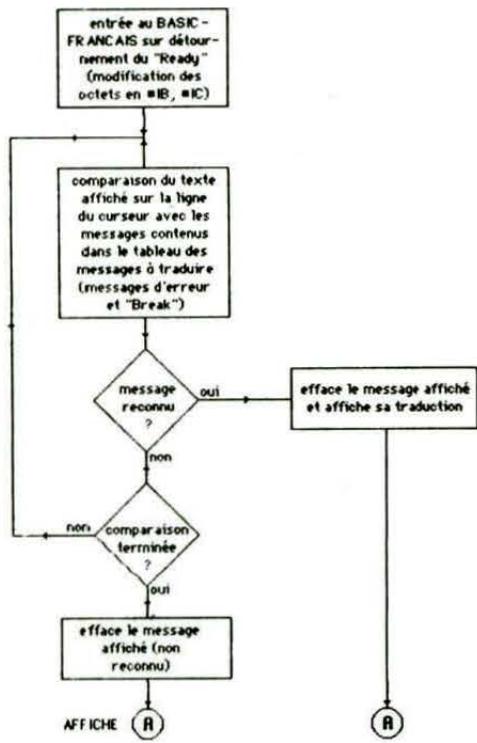 entrée au BASIC-
FRANCAIS sur détour-
nement du "Ready"
(modification des
octets en #1B, #1C)
comparaison du texte
affiché sur la ligne
du curseur avec les
messages contenus
dans le tableau des
messages à traduire
(messages d'erreur
et "Break")
message
reconnu
?
oui
efface le message affiché
et affiche sa traduction
non
non
comparaison
terminée
?
oui
efface le message
affiché (non
reconnu)
AFFICHE
A
A